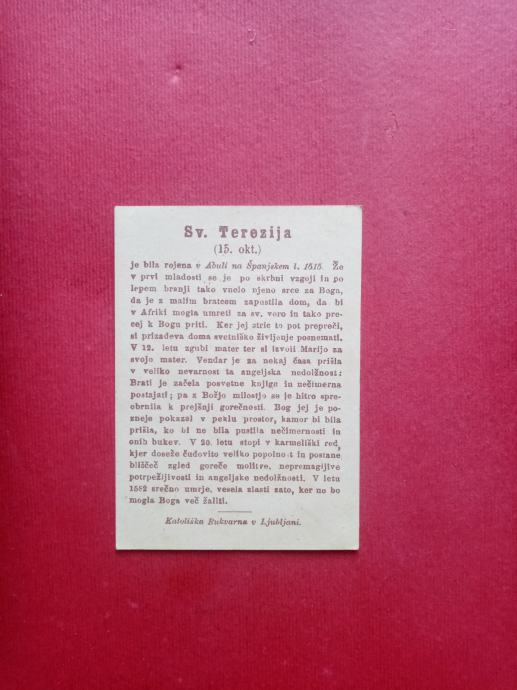 Sv. Terezija
(15. okt.)
je bila rojena v Abuli na Španjskem l. 1515. Že
v prvi mladosti se je po skrbni vzgoji in po
lepem branji tako vnelo njeno srce za Boga,
da je z malim bratcem zapustila dom, da bi
v Afriki mogla umreti za sv. vero in tako pre-
cej k Bogu priti. Ker jej stric to pot prepreči,
si prizadeva doma svetniško življenje posnemati.
V 12. letu zgubi mater ter si izvoli Marijo za
svojo mater. Vendar je za nekaj časa prišla
v veliko nevarnost ta angeljska nedolžnost:
Brati je začela posvetne knjige in nečimerna
postajati; pa z Božjo milostjo se je hitro spre-
obrnila k prejšnji gorečnosti. Bog jej je po-
zneje pokazal v peklu prostor, kamor bi bila
prišla, ko bi ne bila pustila nečimernosti in
onih bukev. V 20. letu stopi v karmeliški red,
kjer doseže čudovito veliko popolnost in postane
bliščeč zgled goreče molitve, nepremagljive
potrpežljivosti in angeljske nedolžnosti. V letu
1582 srečno umrje, vesela zlasti zato, ker ne bo
mogla Boga več žaliti.
Katoliška Bukvarna v Ljubljani.